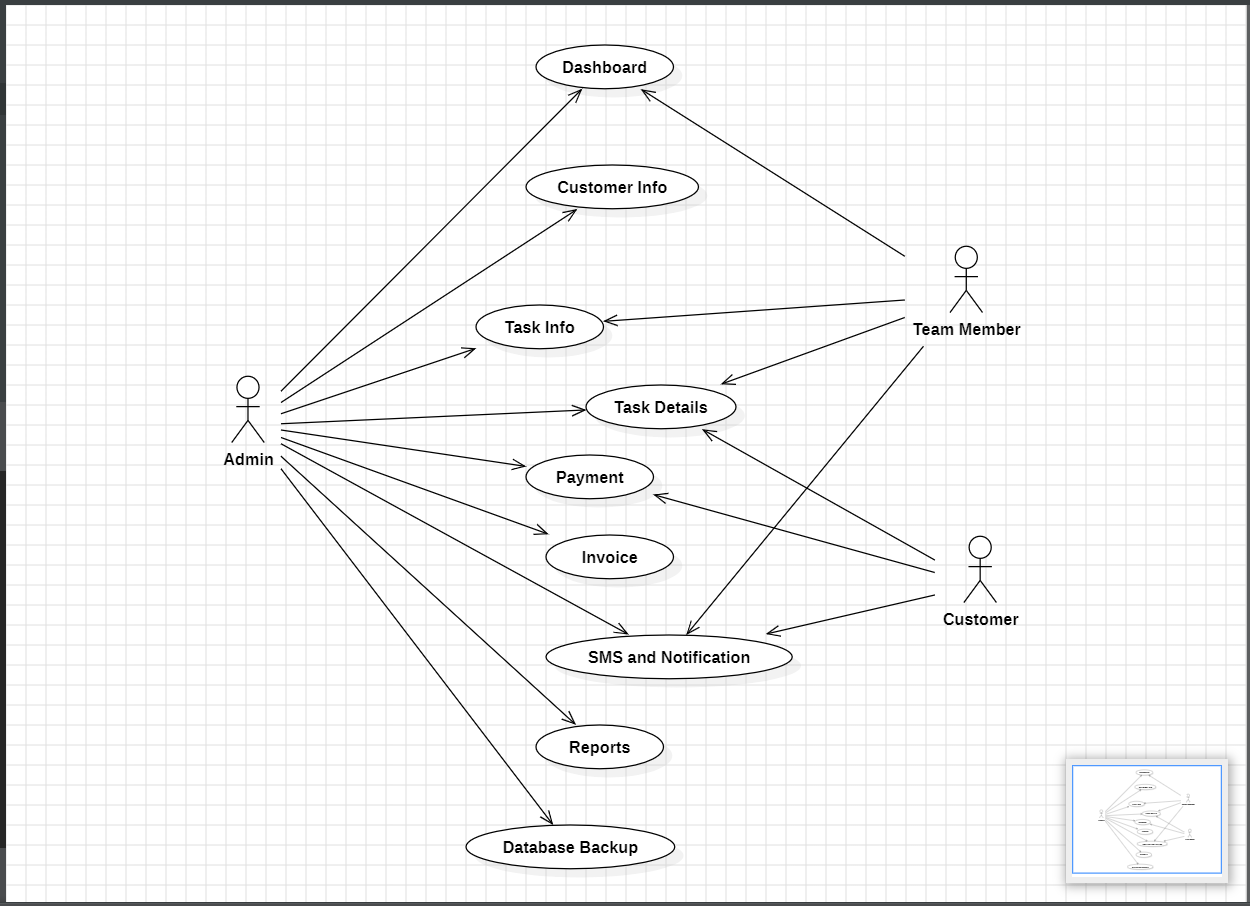 Dashboard
Customer Info
Team Member
Task Info
Task Details
Admin
Payment
Invoice
Customer
SMS and Notification
Reports
Database Backup